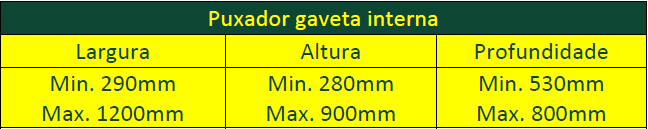 Puxador gaveta interna
Largura Altura Profundidade
Min. 290mm Min. 280mm Min. 530mm
Max. 1200mm Max. 900mm Max. 800mm